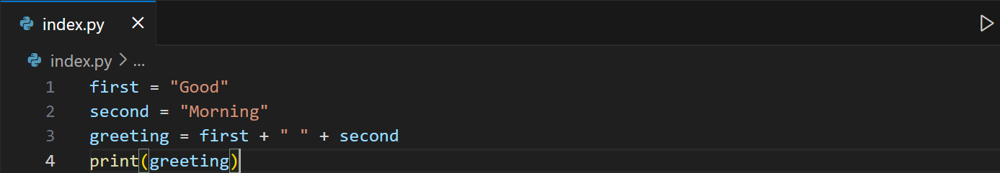 index.py
index.py > ...
1 first = "Good"
2 second = "Morning"
3 greeting = first + " " + second
4 print(greeting)